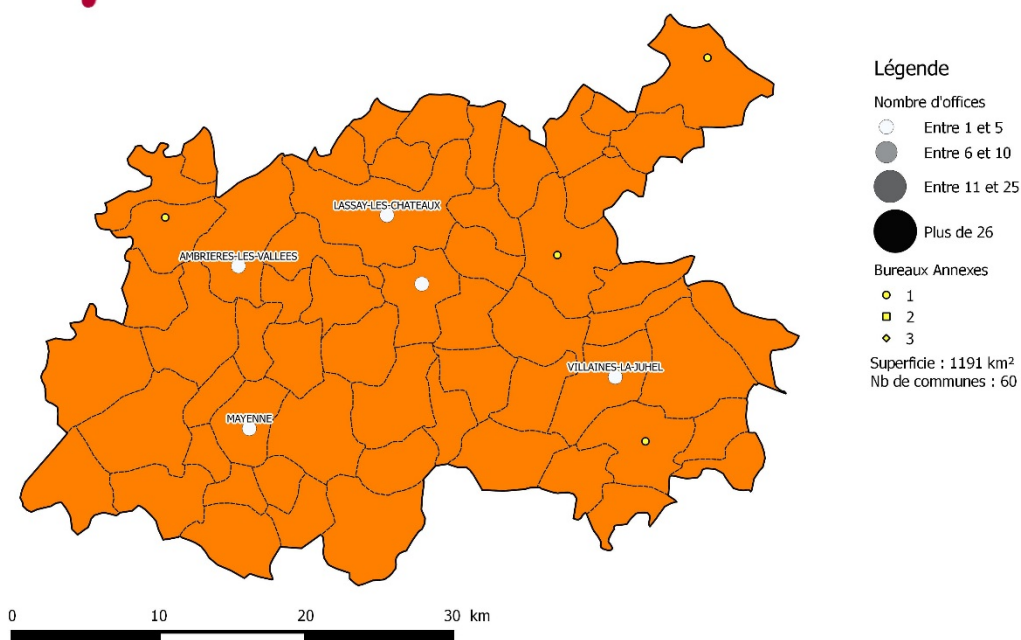 LASSAY-LES-CHATEAUX
AMBRIERES-LES-VALLEES
VILLAINES-LA-JUHEL
MAYENNE
Légende
Nombre d'offices
Entre 1 et 5
Entre 6 et 10
Entre 11 et 25
Plus de 26
Bureaux Annexes
1
2
3
Superficie : 1191 km²
Nb de communes : 60
0 10 20 30 km